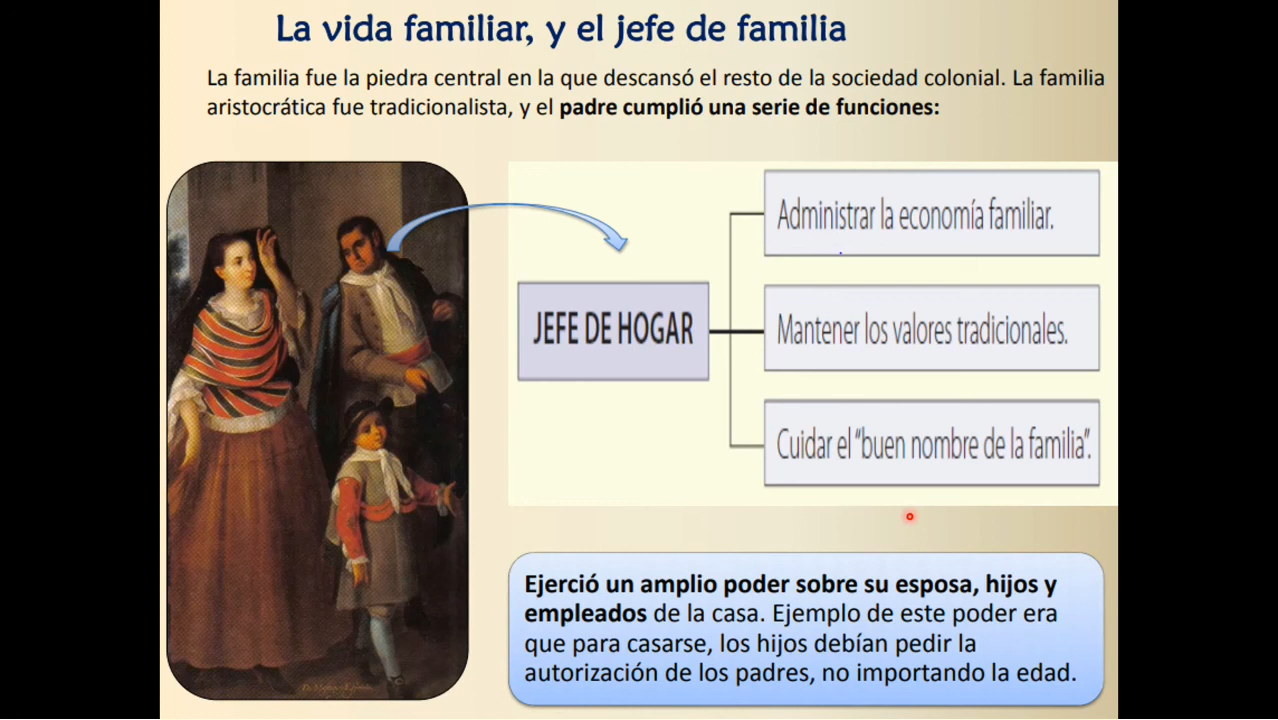 La vida familiar, y el jefe de familia
La familia fue la piedra central en la que descansó el resto de la sociedad colonial. La familia
aristocrática fue tradicionalista, y el padre cumplió una serie de funciones:
JEFE DE HOGAR
Administrar la economía familiar.
Mantener los valores tradicionales.
Cuidar el “buen nombre de la familia”.
Ejerció un amplio poder sobre su esposa, hijos y
empleados de la casa. Ejemplo de este poder era
que para casarse, los hijos debían pedir la
autorización de los padres, no importando la edad.